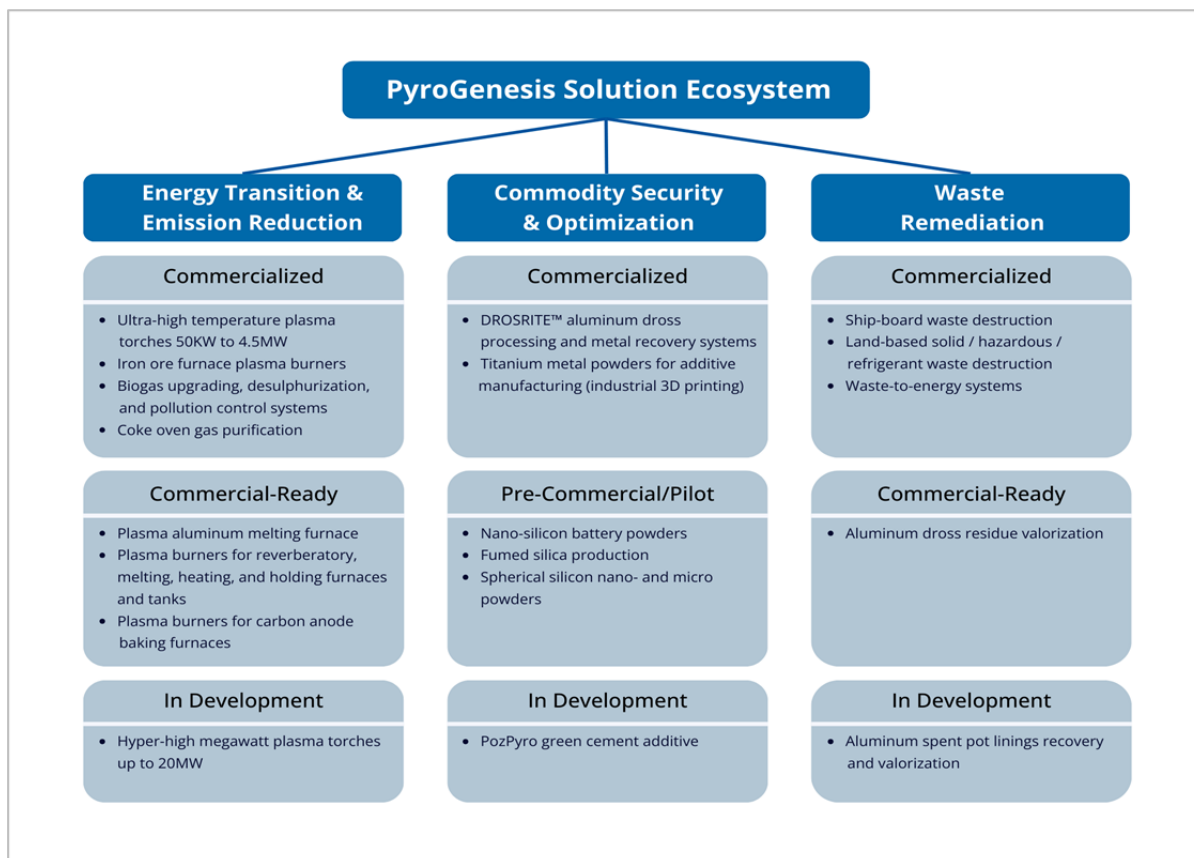 PyroGenesis Solution Ecosystem
Energy Transition &
Emission Reduction
Commercialized
• Ultra-high temperature plasma
torches 50KW to 4.5MW
• Iron ore furnace plasma burners
• Biogas upgrading, desulphurization,
and pollution control systems
• Coke oven gas purification
Commercial-Ready
• Plasma aluminum melting furnace
• Plasma burners for reverberatory,
melting, heating, and holding furnaces
and tanks
• Plasma burners for carbon anode
baking furnaces
In Development
• Hyper-high megawatt plasma torches
up to 20MW
Commodity Security
& Optimization
Commercialized
• DROSRITE™ aluminum dross
processing and metal recovery systems
• Titanium metal powders for additive
manufacturing (industrial 3D printing)
Pre-Commercial/Pilot
• Nano-silicon battery powders
• Fumed silica production
• Spherical silicon nano- and micro
powders
In Development
• PozPyro green cement additive
Waste
Remediation
Commercialized
• Ship-board waste destruction
• Land-based solid / hazardous /
refrigerant waste destruction
• Waste-to-energy systems
Commercial-Ready
• Aluminum dross residue valorization
In Development
• Aluminum spent pot linings recovery
and valorization